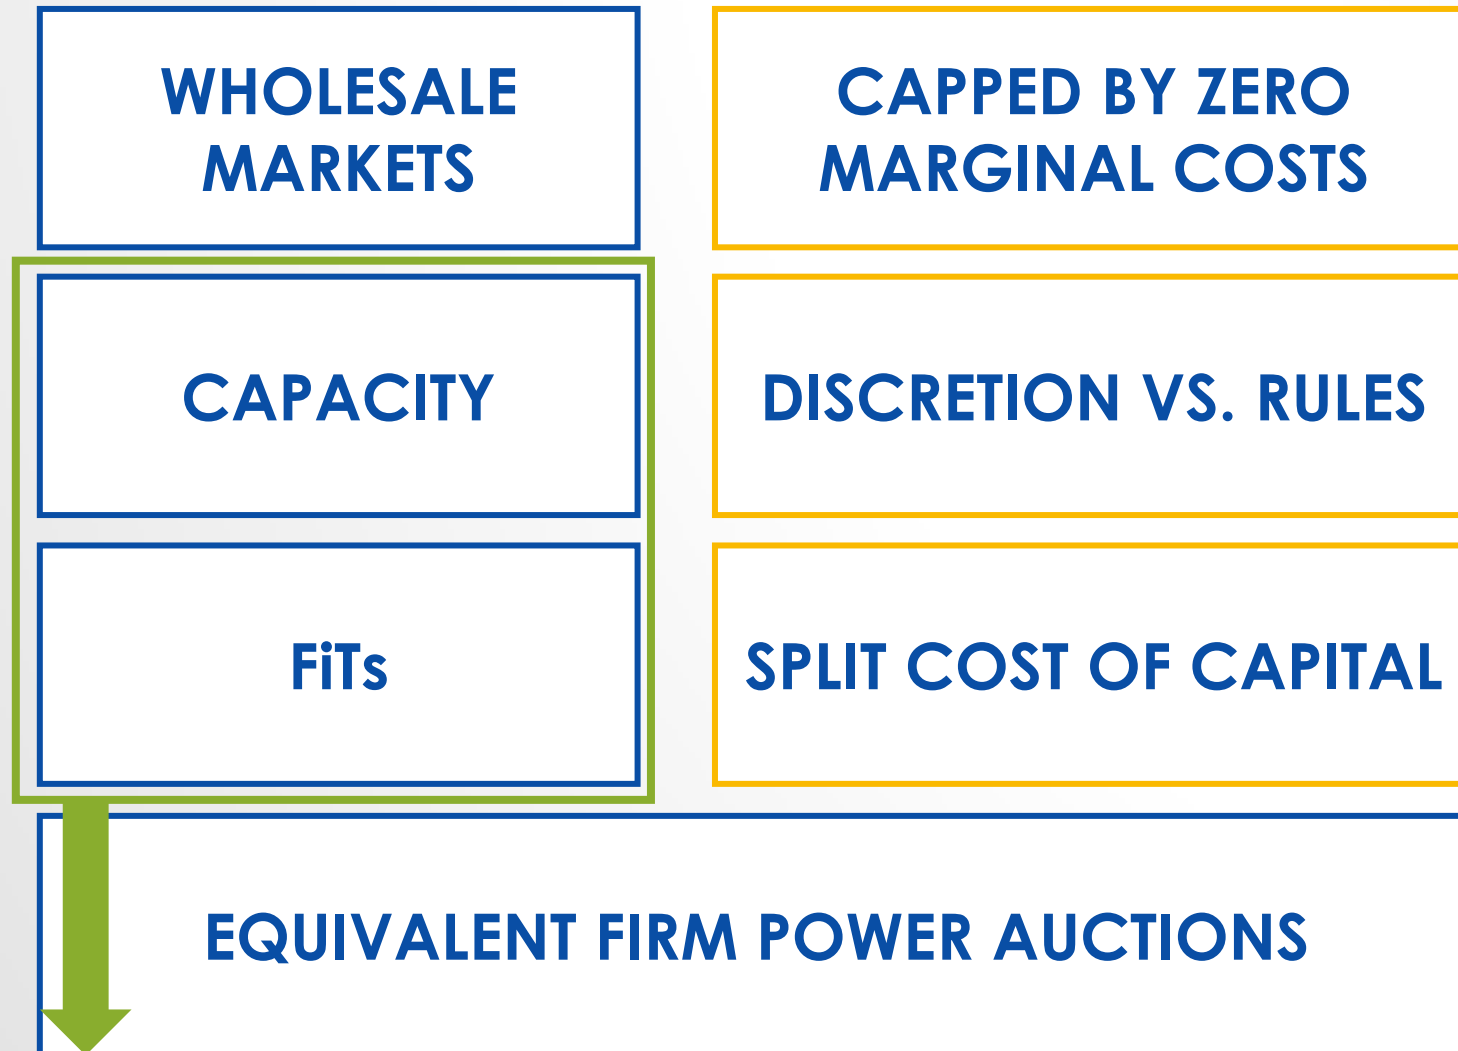 WHOLESALE
MARKETS
CAPPED BY ZERO
MARGINAL COSTS
CAPACITY
DISCRETION VS. RULES
FiTs
SPLIT COST OF CAPITAL
EQUIVALENT FIRM POWER AUCTIONS